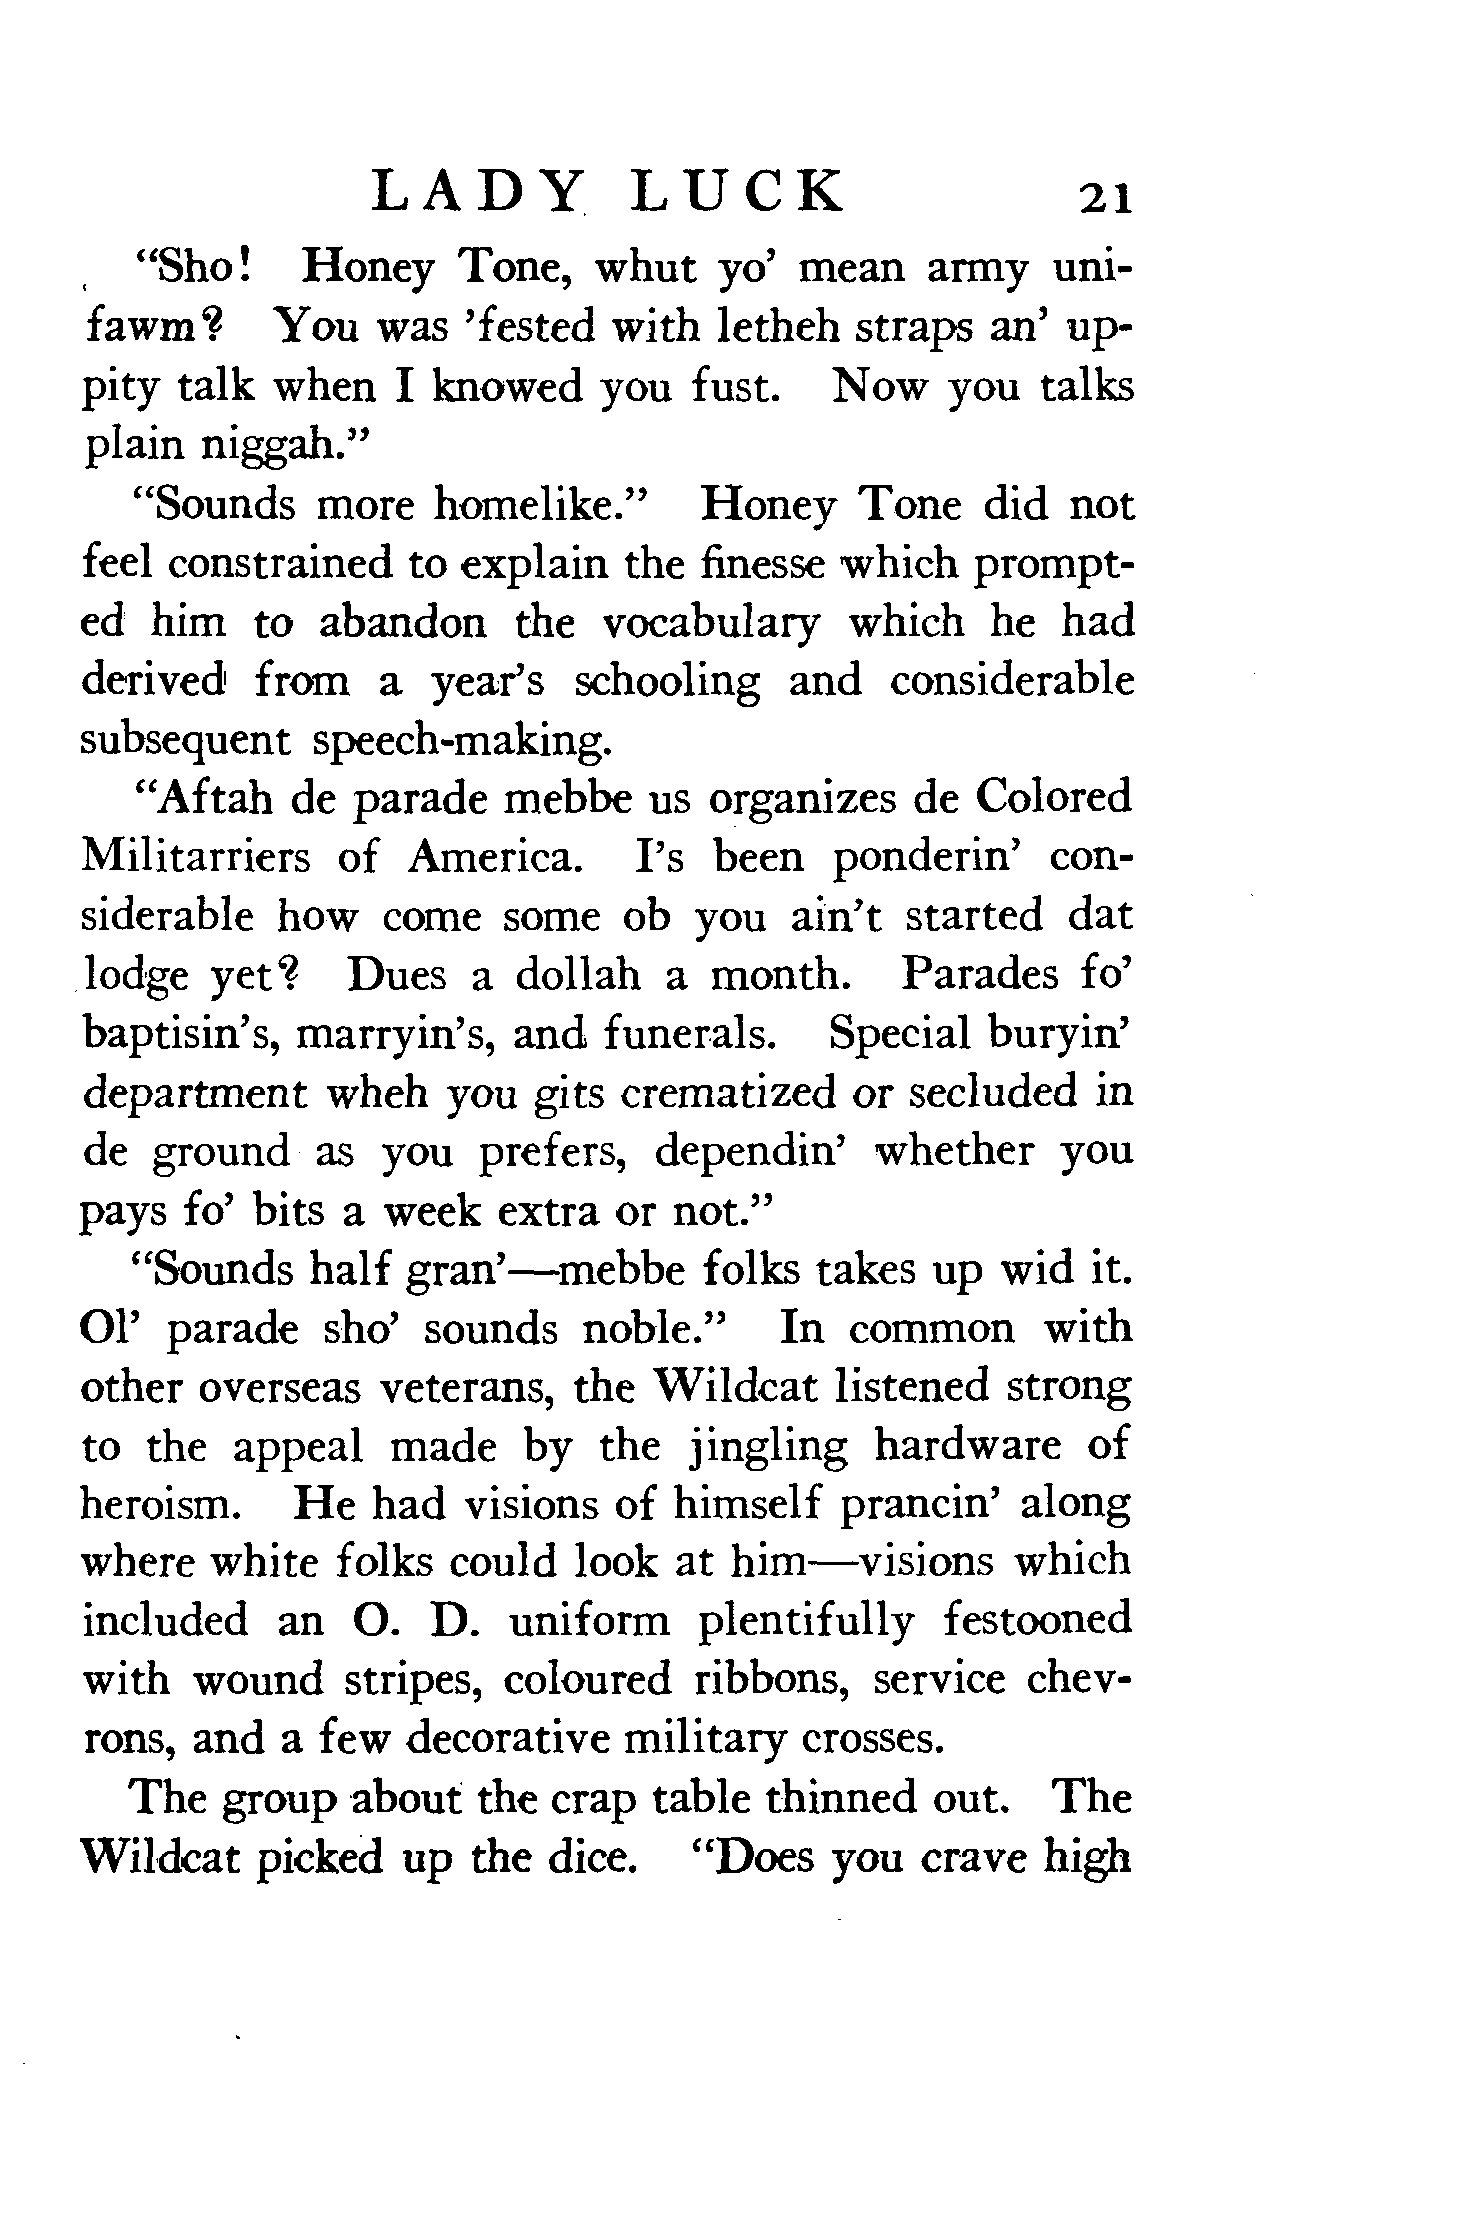 LADY LUCK 21
“Sho! Honey Tone, whut yo’ mean army uni-
fawm? You was ’fested with letheh straps an’ up-
pity talk when I knowed you fust. Now you talks
plain niggah.”
“Sounds more homelike.” Honey Tone did not
feel constrained to explain the finesse which prompt-
ed him to abandon the vocabulary which he had
derived from a year’s schooling and considerable
subsequent speech-making.
“Aftah de parade mebbe us organizes de Colored
Militarriers of America. I’s been ponderin’ con-
siderable how come some ob you ain’t started dat
lodge yet? Dues a dollah a month. Parades fo’
baptisin’s, marryin’s, and funerals. Special buryin’
department wheh you gits crematized or secluded in
de ground as you prefers, dependin’ whether you
pays fo’ bits a week extra or not.”
“Sounds half gran’—mebbe folks takes up wid it.
Ol’ parade sho’ sounds noble.” In common with
other overseas veterans, the Wildcat listened strong
to the appeal made by the jingling hardware of
heroism. He had visions of himself prancin’ along
where white folks could look at him—visions which
included an O. D. uniform plentifully festooned
with wound stripes, coloured ribbons, service chev-
rons, and a few decorative military crosses.
The group about the crap table thinned out. The
Wildcat picked up the dice. “Does you crave high